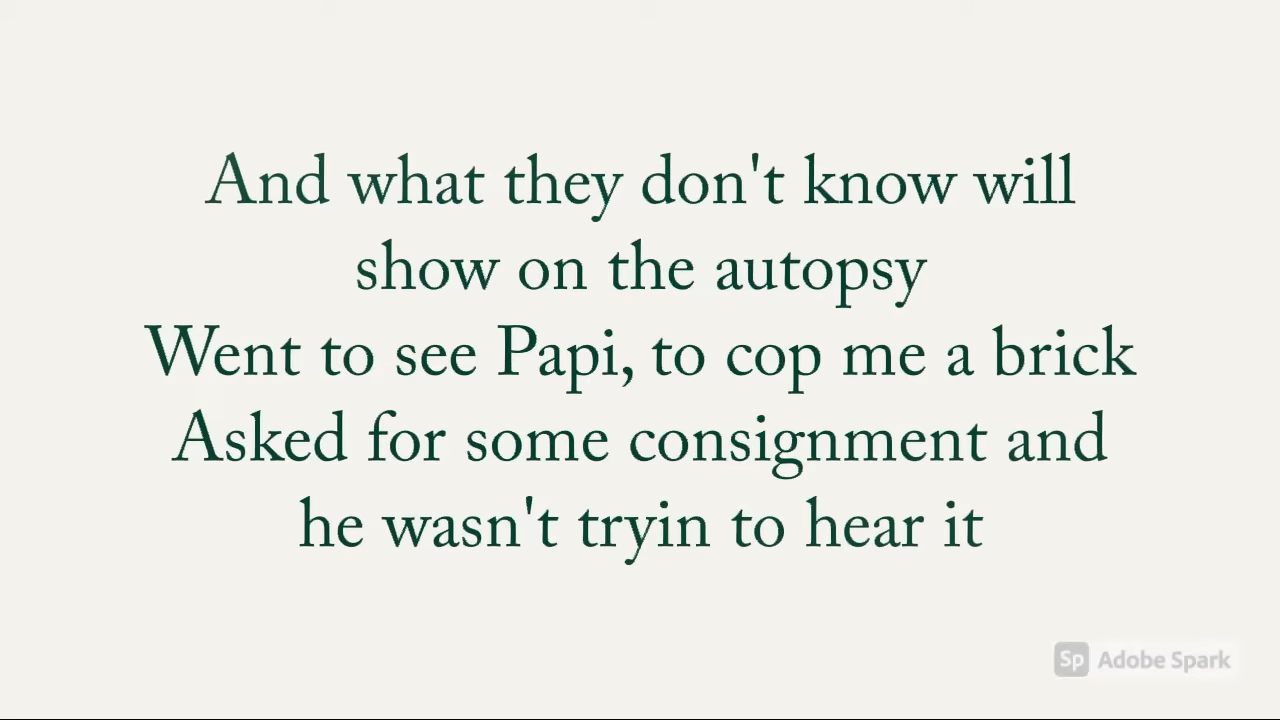 And what they don't know will
show on the autopsy
Went to see Papi, to cop me a brick
Asked for some consignment and
he wasn't tryin to hear it
Sp Adobe Spark